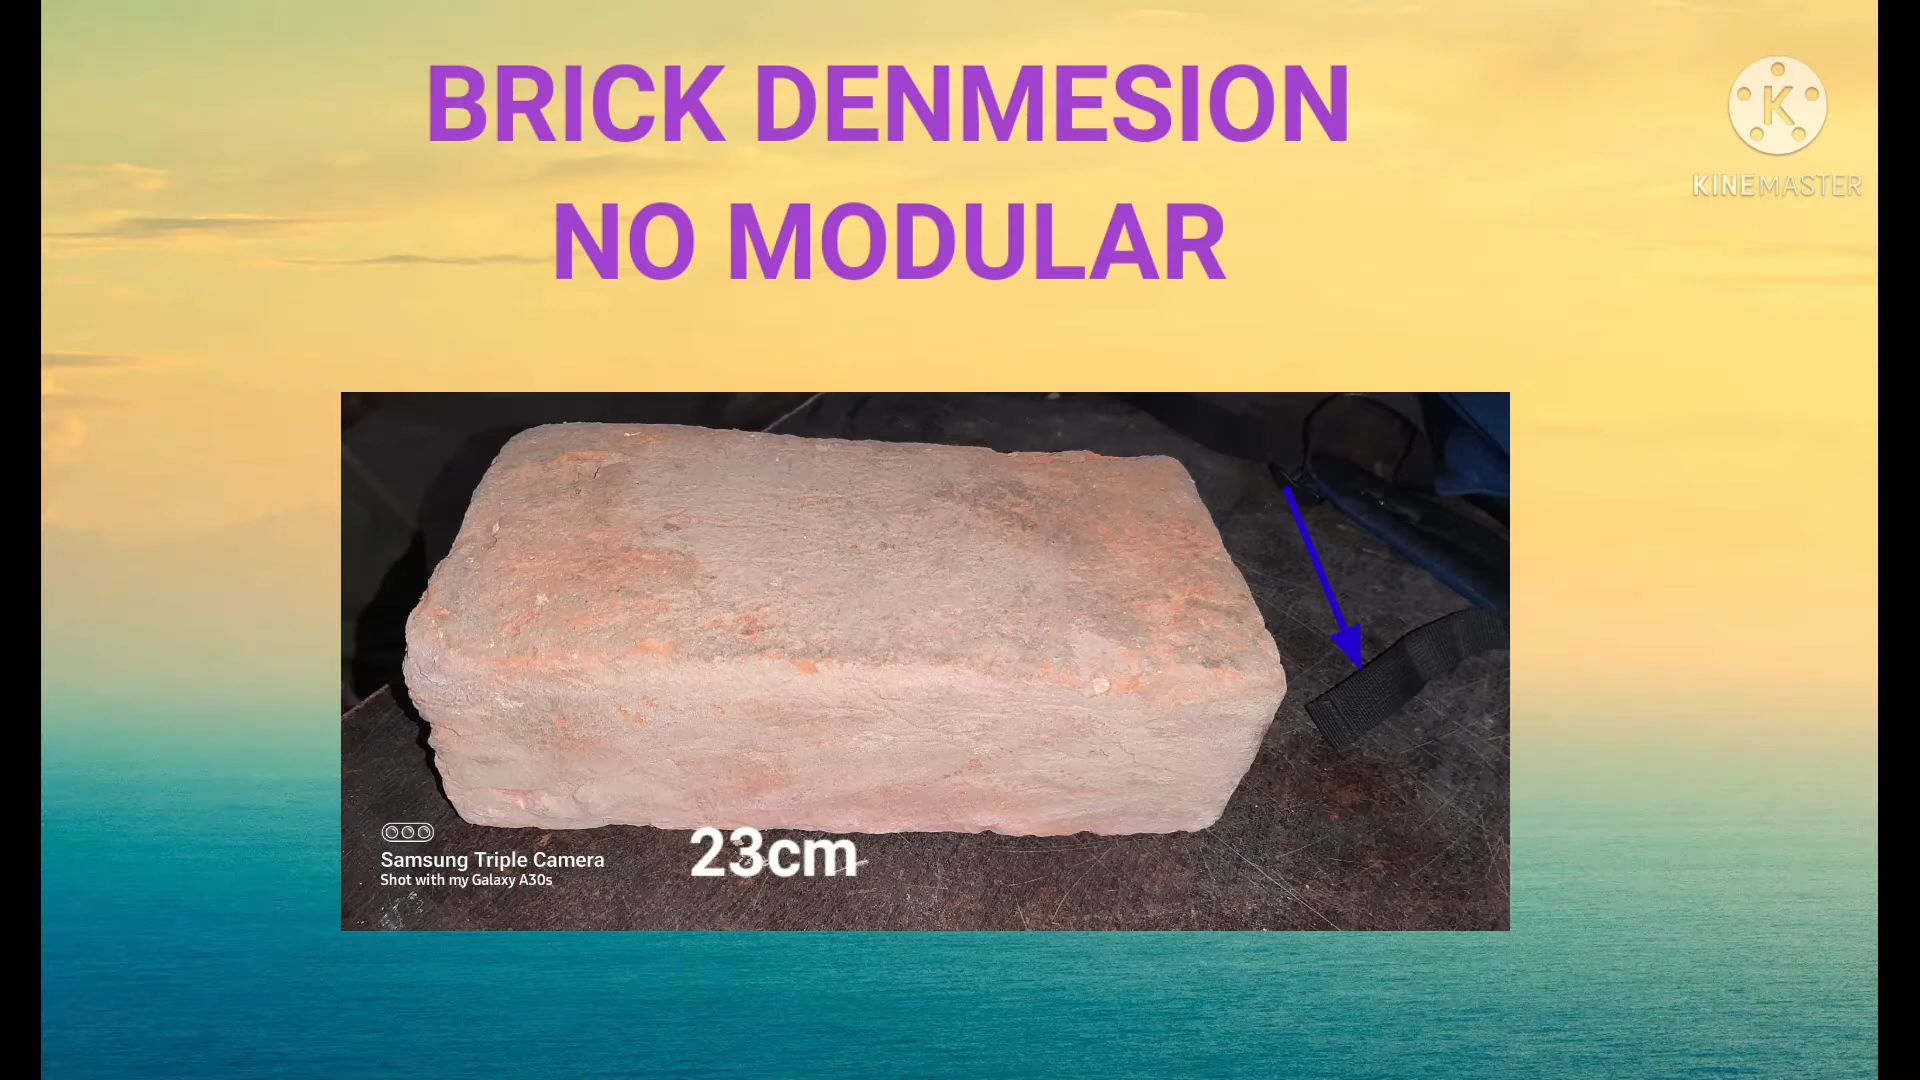 BRICK DENMESION
NO MODULAR
K
KINEMASTER
23cm
Samsung Triple Camera
Shot with my Galaxy A30s